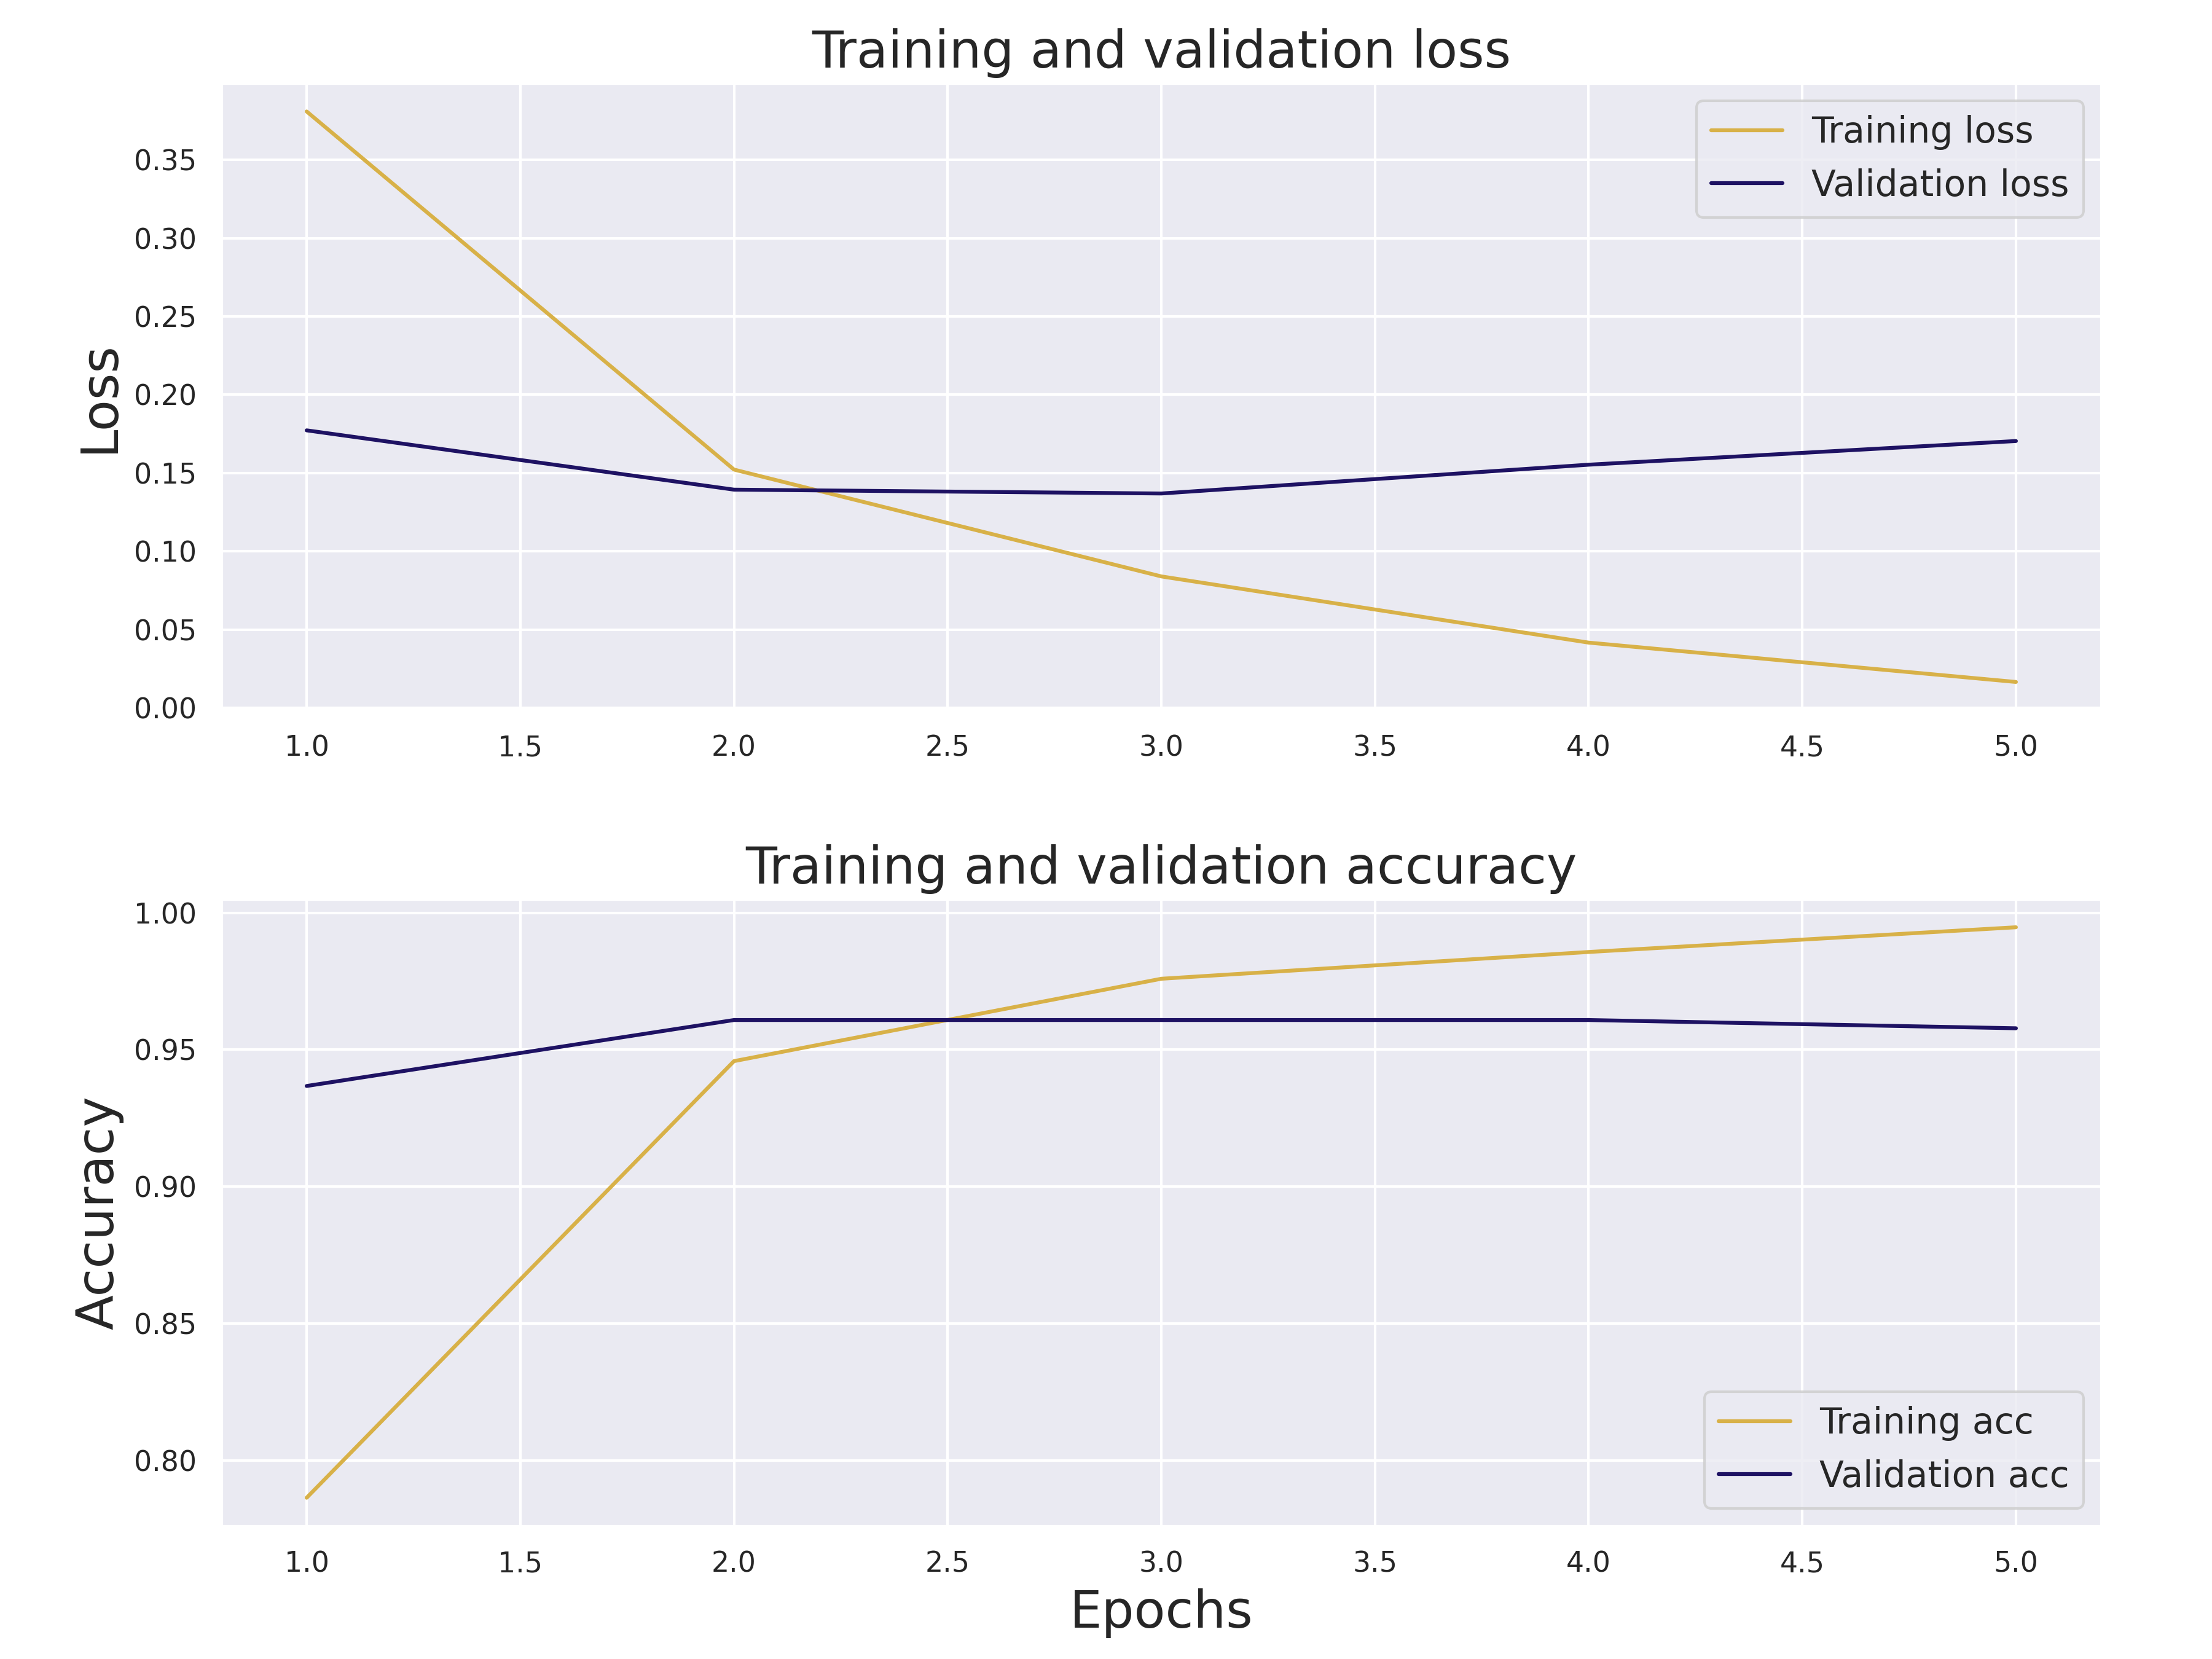 Training and validation loss
Loss
0.35
0.30
0.25
0.20
0.15
0.10
0.05
0.00
Training loss
Validation loss
1.0 1.5 2.0 2.5 3.0 3.5 4.0 4.5 5.0
Training and validation accuracy
Accuracy
1.00
0.95
0.90
0.85
0.80
Training acc
Validation acc
1.0 1.5 2.0 2.5 3.0 3.5 4.0 4.5 5.0
Epochs